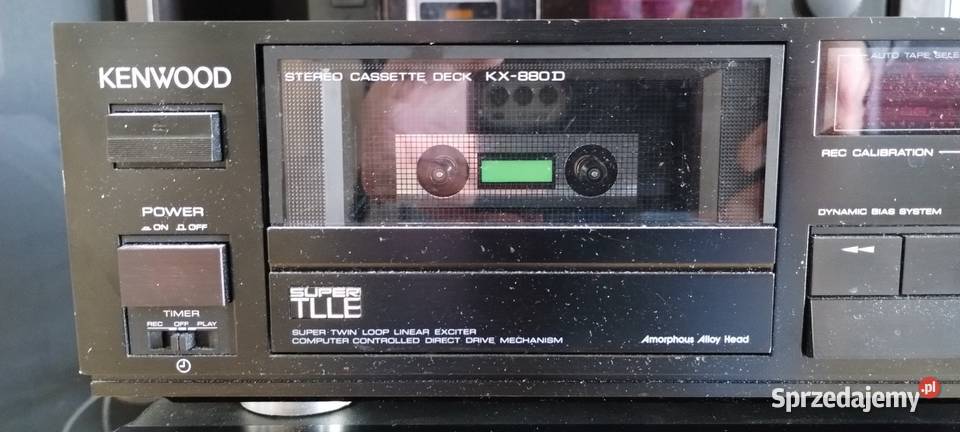 KENWOOD
STEREO CASSETTE DECK KX-880D
AUTO TAPE SELE
REC CALIBRATION
POWER
ON OFF
DYNAMIC BIAS SYSTEM
TIMER
REC OFF PLAY
SUPER
TLLE
SUPER TWIN LOOP LINEAR EXCITER
COMPUTER CONTROLLED DIRECT DRIVE MECHANISM
Amorphous Alloy Head
Sprzedajemy.pl